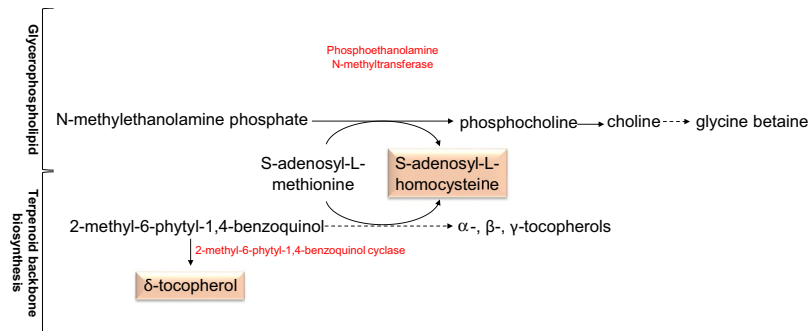 Glycerophospholipid
Phosphoethanolamine
N-methyltransferase
N-methylethanolamine phosphate
phosphocholine
choline
glycine betaine
S-adenosyl-L-
methionine
S-adenosyl-L-
homocysteine
Terpenoid backbone
biosynthesis
2-methyl-6-phytyl-1,4-benzoquinol
α-, β-, γ-tocopherols
2-methyl-6-phytyl-1,4-benzoquinol cyclase
δ-tocopherol